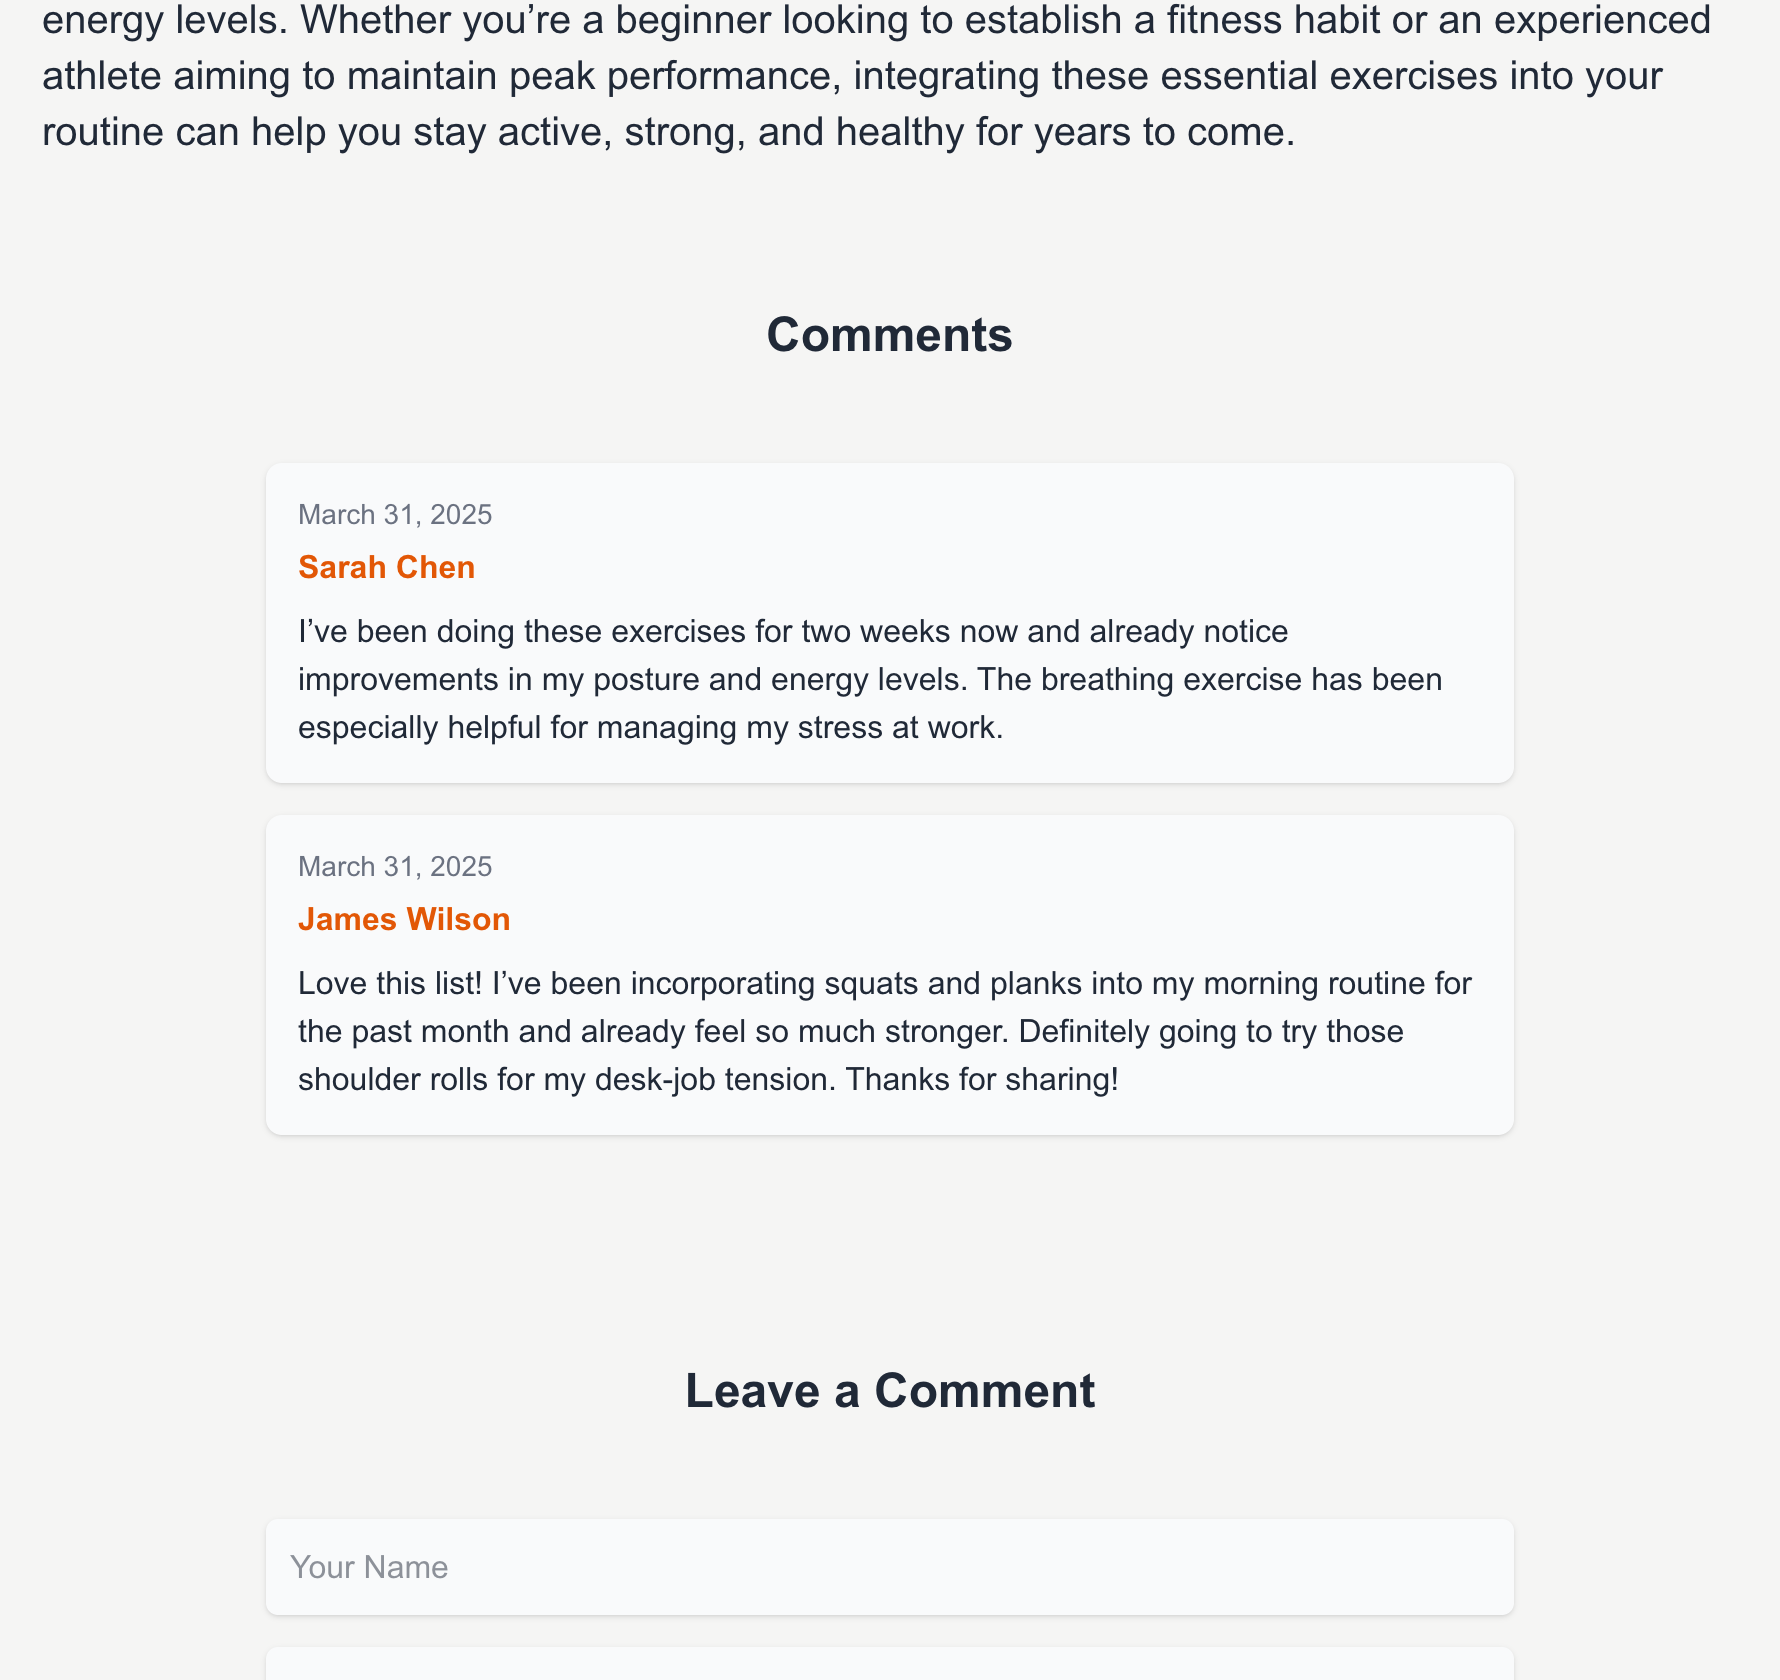 energy levels. Whether you’re a beginner looking to establish a fitness habit or an experienced
athlete aiming to maintain peak performance, integrating these essential exercises into your
routine can help you stay active, strong, and healthy for years to come.
Comments
March 31, 2025
Sarah Chen
I’ve been doing these exercises for two weeks now and already notice
improvements in my posture and energy levels. The breathing exercise has been
especially helpful for managing my stress at work.
March 31, 2025
James Wilson
Love this list! I’ve been incorporating squats and planks into my morning routine for
the past month and already feel so much stronger. Definitely going to try those
shoulder rolls for my desk-job tension. Thanks for sharing!
Leave a Comment
Your Name